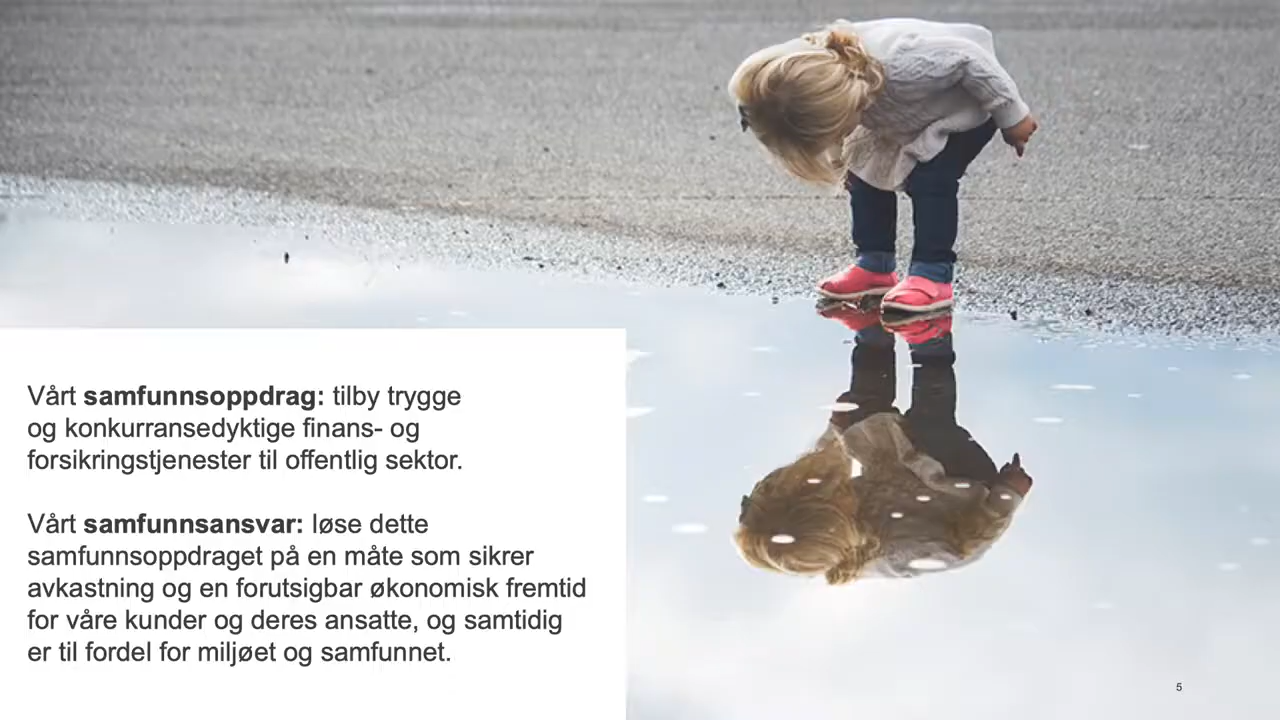 Vårt samfunnsoppdrag: tilby trygge
og konkurransedyktige finans- og
forsikringstjenester til offentlig sektor.
Vårt samfunnsansvar: løse dette
samfunnsoppdraget på en måte som sikrer
avkastning og en forutsigbar økonomisk fremtid
for våre kunder og deres ansatte, og samtidig
er til fordel for miljøet og samfunnet.
5